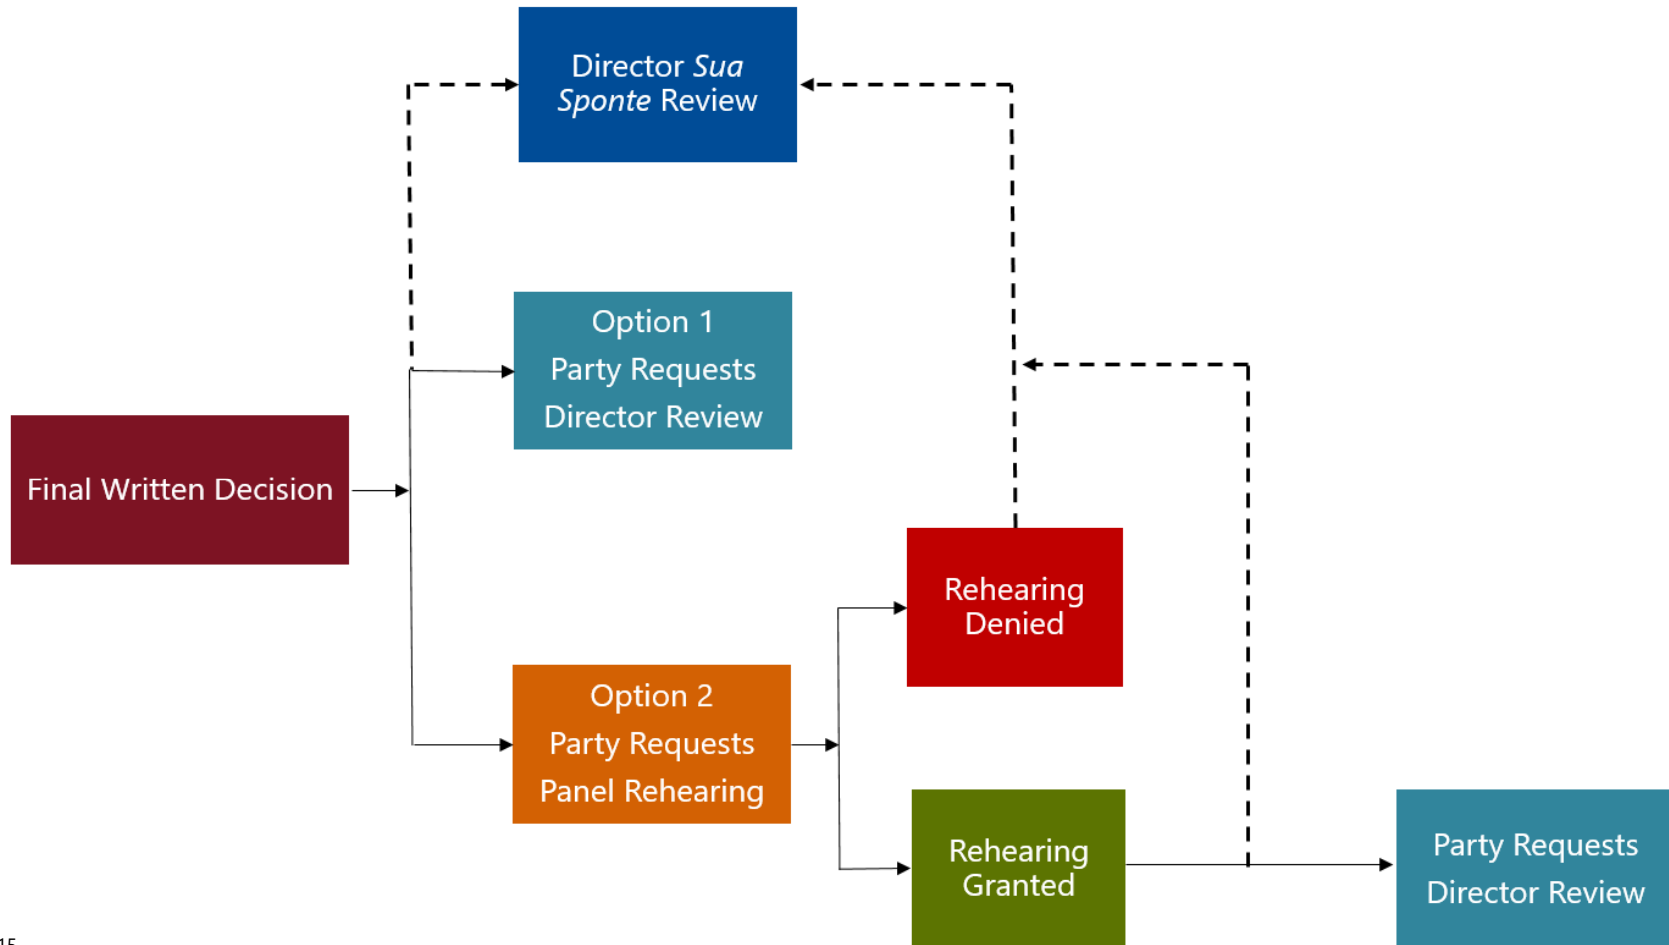 Director Sua
Sponte Review
Option 1
Party Requests
Director Review
Final Written Decision
Rehearing
Denied
Option 2
Party Requests
Panel Rehearing
Rehearing
Granted
Party Requests
Director Review
15